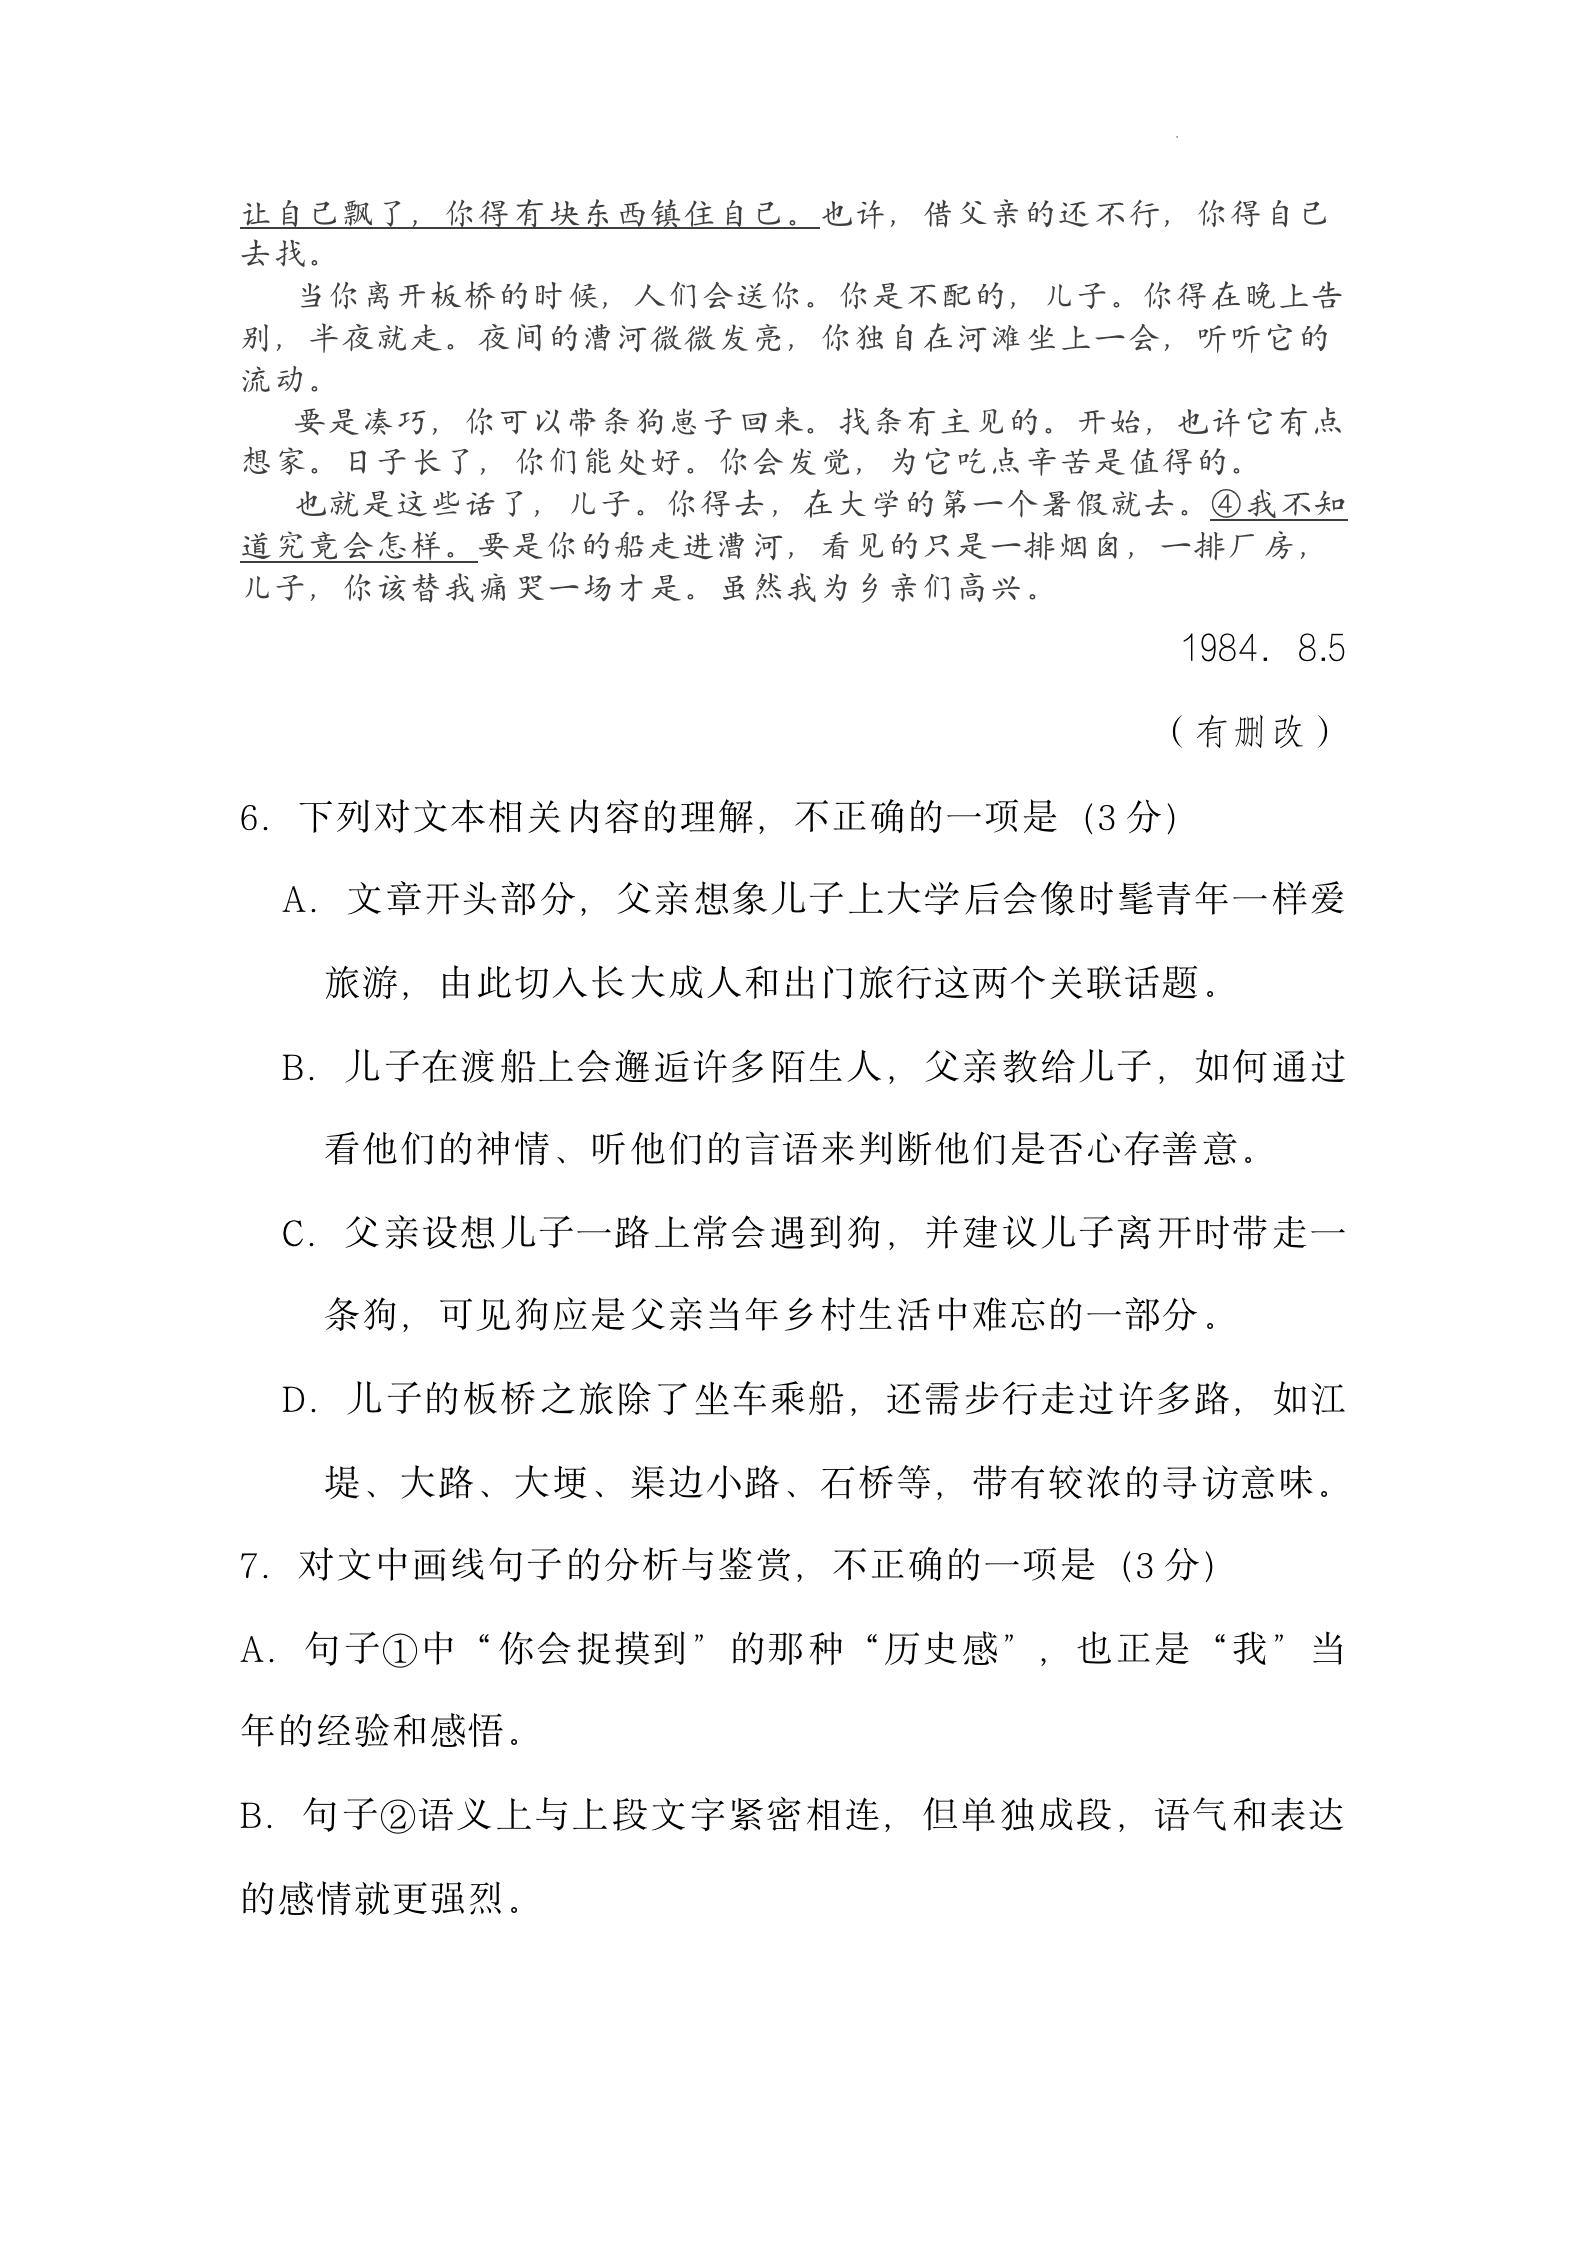 让自己飘了，你得有块东西镇住自己。也许，借父亲的还不行，你得自己
去找。
当你离开板桥的时候，人们会送你。你是不配的，儿子。你得在晚上告
别，半夜就走。夜间的漕河微微发亮，你独自在河滩坐上一会，听听它的
流动。
要是凑巧，你可以带条狗崽子回来。找条有主见的。开始，也许它有点
想家。日子长了，你们能处好。你会发觉，为它吃点辛苦是值得的。
也就是这些话了，儿子。你得去，在大学的第一个暑假就去。④我不知
道究竟会怎样。要是你的船走进漕河，看见的只是一排烟囱，一排厂房，
儿子，你该替我痛哭一场才是。虽然我为乡亲们高兴。
1984．8.5
（有删改）
6．下列对文本相关内容的理解，不正确的一项是（3 分）
A．文章开头部分，父亲想象儿子上大学后会像时髦青年一样爱
旅游，由此切入长大成人和出门旅行这两个关联话题。
B．儿子在渡船上会邂逅许多陌生人，父亲教给儿子，如何通过
看他们的神情、听他们的言语来判断他们是否心存善意。
C．父亲设想儿子一路上常会遇到狗，并建议儿子离开时带走一
条狗，可见狗应是父亲当年乡村生活中难忘的一部分。
D．儿子的板桥之旅除了坐车乘船，还需步行走过许多路，如江
堤、大路、大埂、渠边小路、石桥等，带有较浓的寻访意味。
7．对文中画线句子的分析与鉴赏，不正确的一项是（3 分）
A．句子①中“你会捉摸到”的那种“历史感”，也正是“我”当
年的经验和感悟。
B．句子②语义上与上段文字紧密相连，但单独成段，语气和表达
的感情就更强烈。